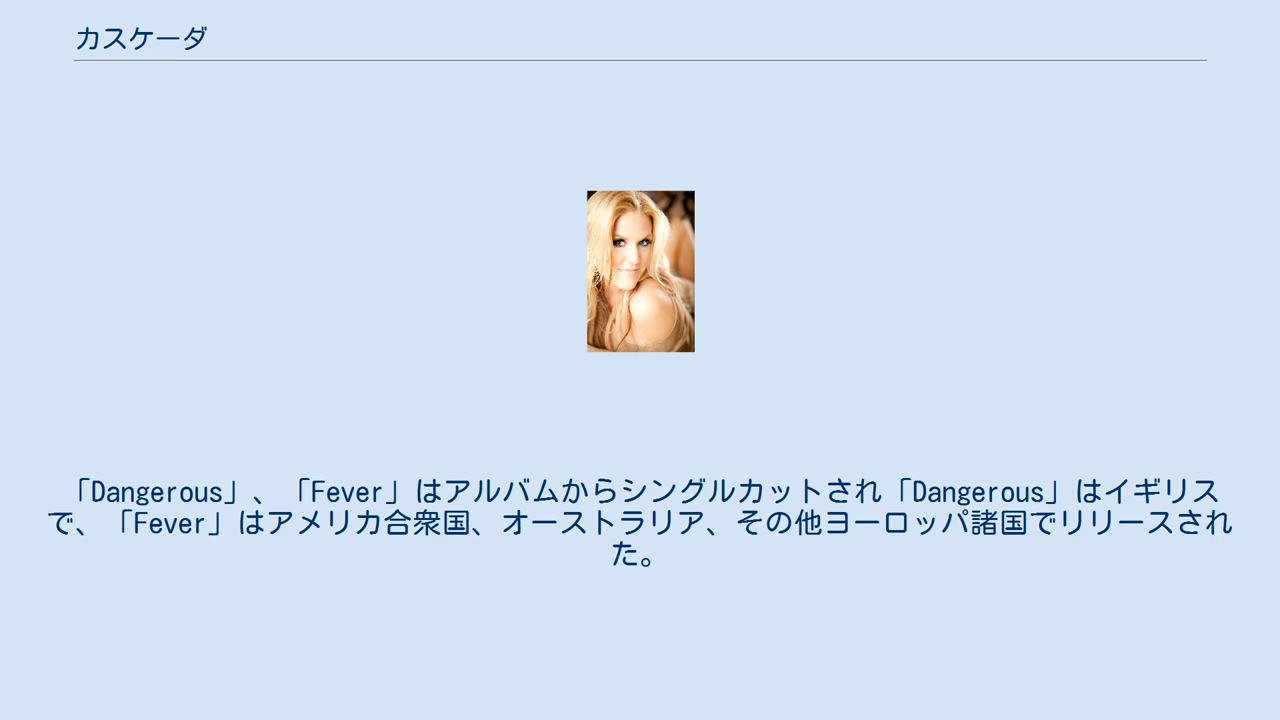 カスケーダ
「Dangerous」、「Fever」はアルバムからシングルカットされ「Dangerous」はイギリス
で、「Fever」はアメリカ合衆国、オーストラリア、その他ヨーロッパ諸国でリリースされ
た。